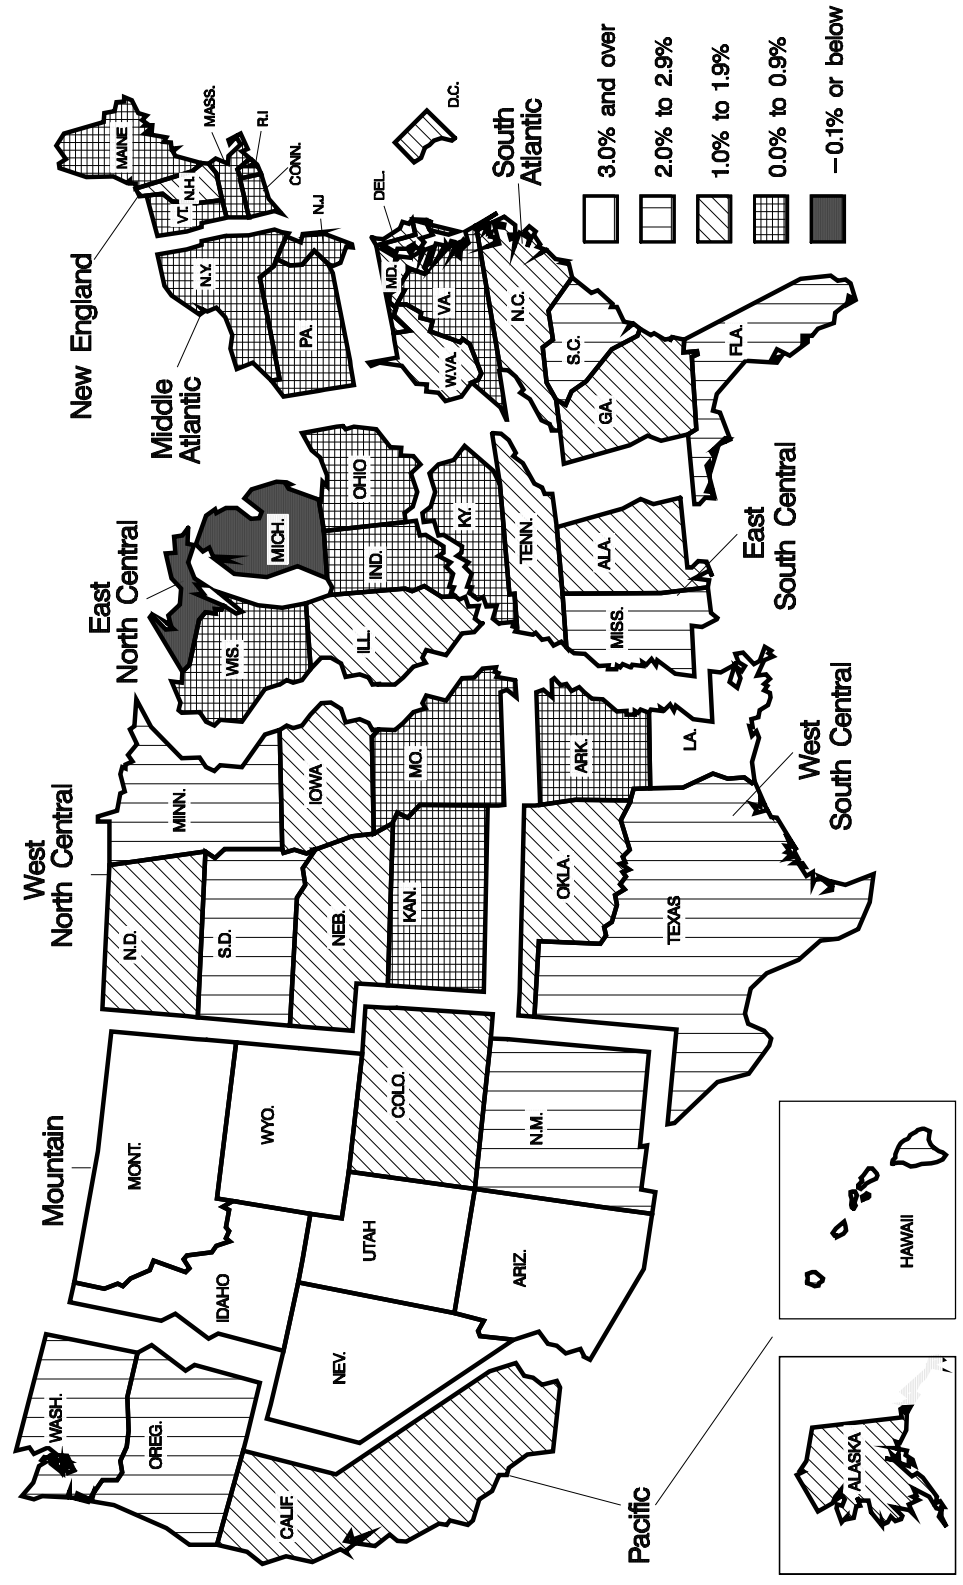 Pacific
Mountain
West
North Central
West
South Central
East
North Central
East
South Central
Middle
Atlantic
New England
South
Atlantic
WASH.
OREG.
CALIF.
NEV.
IDAHO
MONT.
WYO.
UTAH
ARIZ.
COLO.
N.M.
N.D.
S.D.
NEB.
KAN.
OKLA.
TEXAS
MINN.
IOWA
MO.
ARK.
LA.
WIS.
ILL.
MICH.
IND.
OHIO
KY.
TENN.
MISS.
ALA.
GA.
FLA.
S.C.
N.C.
VA.
W.VA.
MD.
DEL.
D.C.
PA.
N.Y.
N.J
VT.
N.H.
MAINE
MASS.
R.I
CONN.
ALASKA
HAWAII
3.0% and over
2.0% to 2.9%
1.0% to 1.9%
0.0% to 0.9%
−0.1% or below